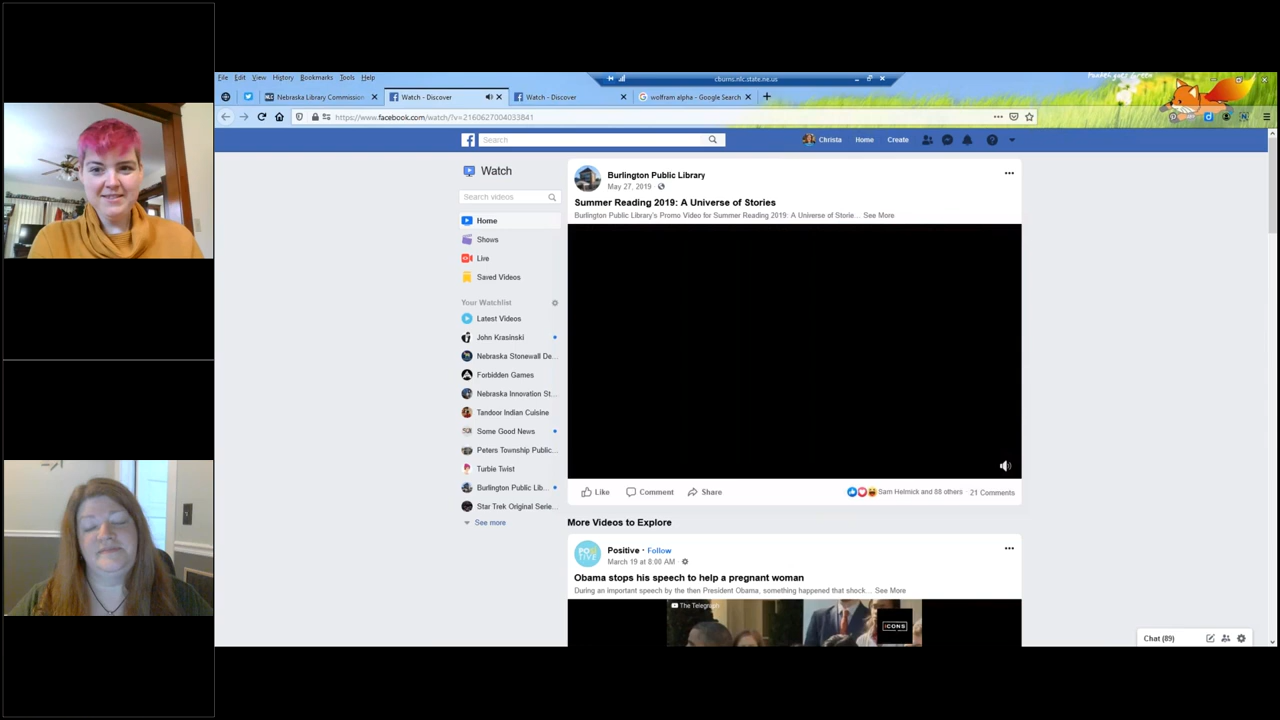 File Edit View History Bookmarks Tools Help
cburns.nlc.state.ne.us
Nebraska Library Commission
Watch - Discover
Watch - Discover
wolfram alpha - Google Search
https://www.facebook.com/watch/?v=2160627004033841
Search
Christa Home Create
Watch
Search videos
Home
Shows
Live
Saved Videos
Your Watchlist
Latest Videos
John Krasinski
Nebraska Stonewall De...
Forbidden Games
Nebraska Innovation St...
Tandoor Indian Cuisine
Some Good News
Peters Township Public...
Turbie Twist
Burlington Public Lib...
Star Trek Original Serie...
See more
Burlington Public Library
May 27, 2019
Summer Reading 2019: A Universe of Stories
Burlington Public Library's Promo Video for Summer Reading 2019: A Universe of Storie... See More
Like Comment Share
Sam Helmick and 88 others 21 Comments
More Videos to Explore
Positive · Follow
March 19 at 8:00 AM
Obama stops his speech to help a pregnant woman
During an important speech by the then President Obama, something happened that shock... See More
The Telegraph
ICONS
Chat (89)